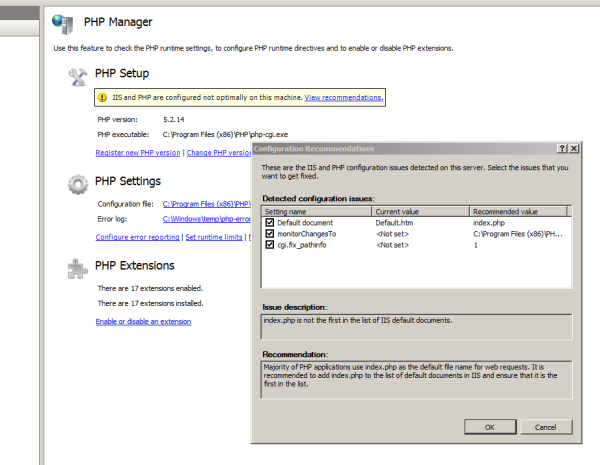 PHP Manager
Use this feature to check the PHP runtime settings, to configure PHP runtime directives and to enable or disable PHP extensions.
PHP Setup
IIS and PHP are configured not optimally on this machine. View recommendations.
PHP version: 5.2.14
PHP executable: C:\Program Files (x86)\PHP\php-cgi.exe
Register new PHP version | Change PHP versio
PHP Settings
Configuration file: C:\Program Files (x86)\PHP\
Error log: C:\Windows\temp\php-error
Configure error reporting | Set runtime limits |
PHP Extensions
There are 17 extensions enabled.
There are 17 extensions installed.
Enable or disable an extension
Configuration Recommendations
These are the IIS and PHP configuration issues detected on this server. Select the issues that you
want to get fixed.
Detected configuration issues:
Setting name Current value Recommended value
Default document Default.htm index.php
monitorChangesTo <Not set> C:\Program Files (x86)\PH...
cgi.fix_pathinfo <Not set> 1
Issue description:
index.php is not the first in the list of IIS default documents.
Recommendation:
Majority of PHP applications use index.php as the default file name for web requests. It is
recommended to add index.php to the list of default documents in IIS and ensure that it is the
first in the list.
OK Cancel